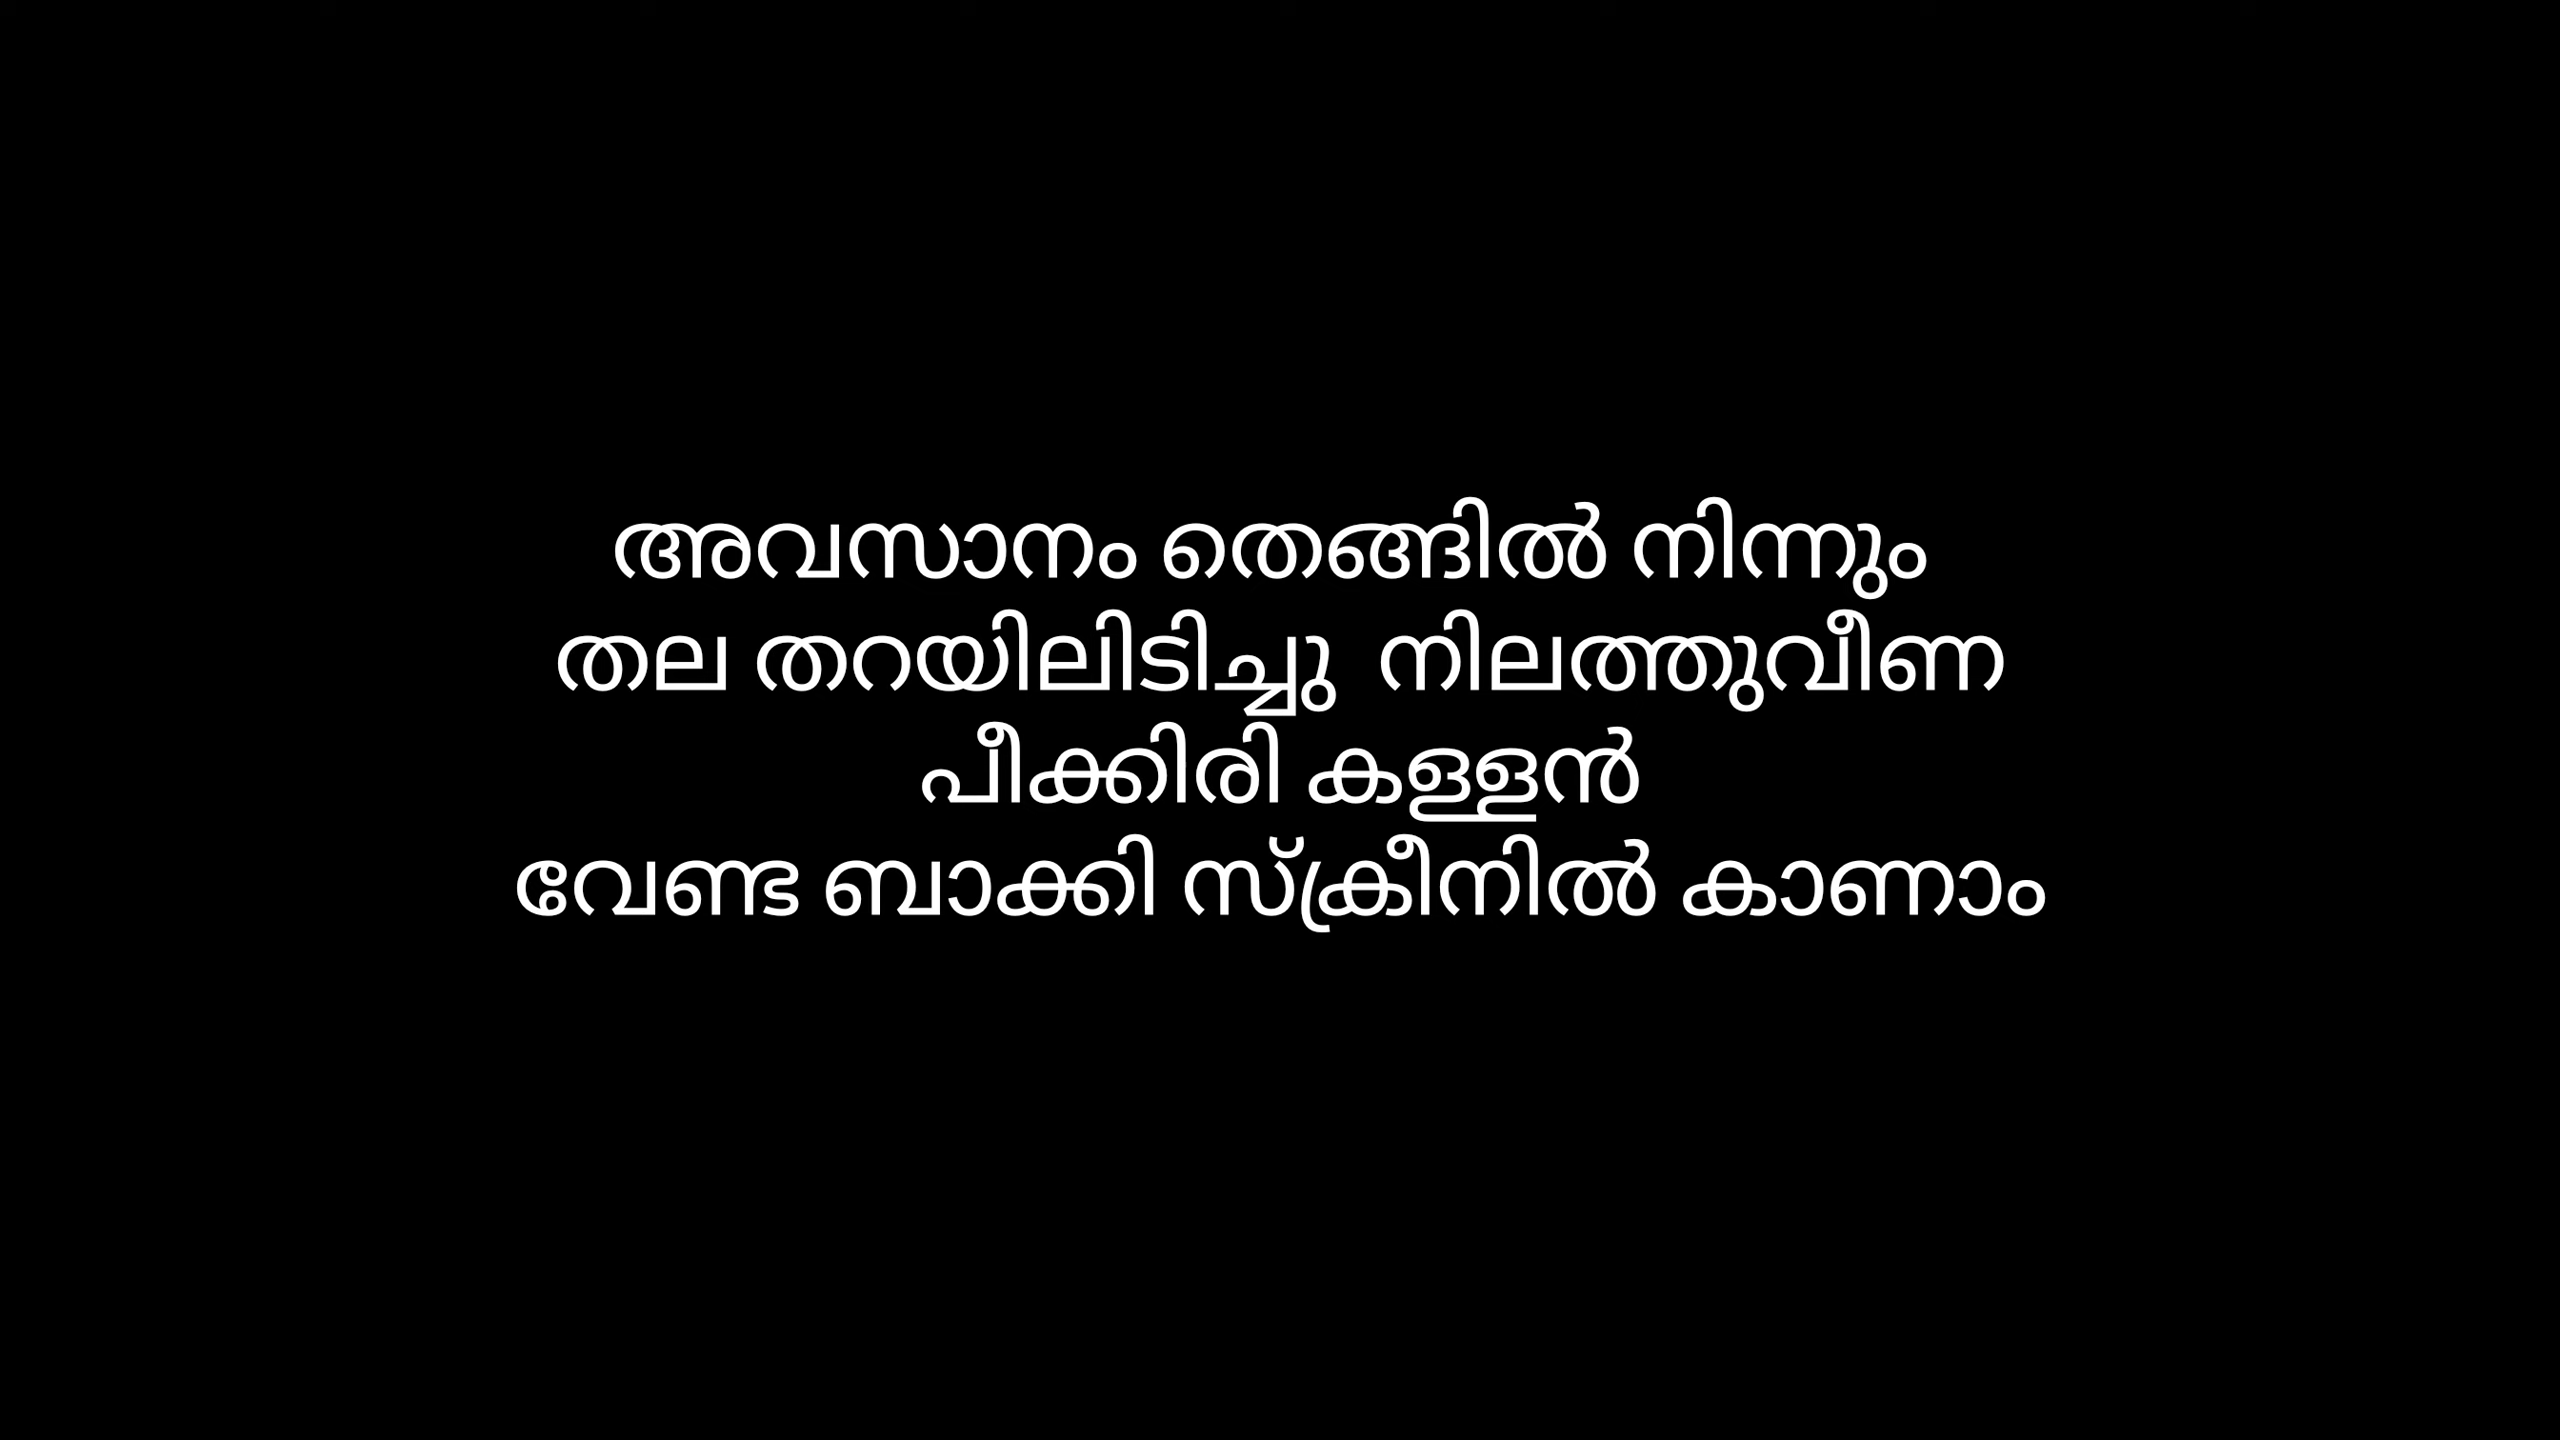 അവസാനം തെങ്ങിൽ നിന്നും
തല തറയിലിടിച്ചു നിലത്തുവീണ
പീക്കിരി കള്ളൻ
വേണ്ട ബാക്കി സ്ക്രീനിൽ കാണാം